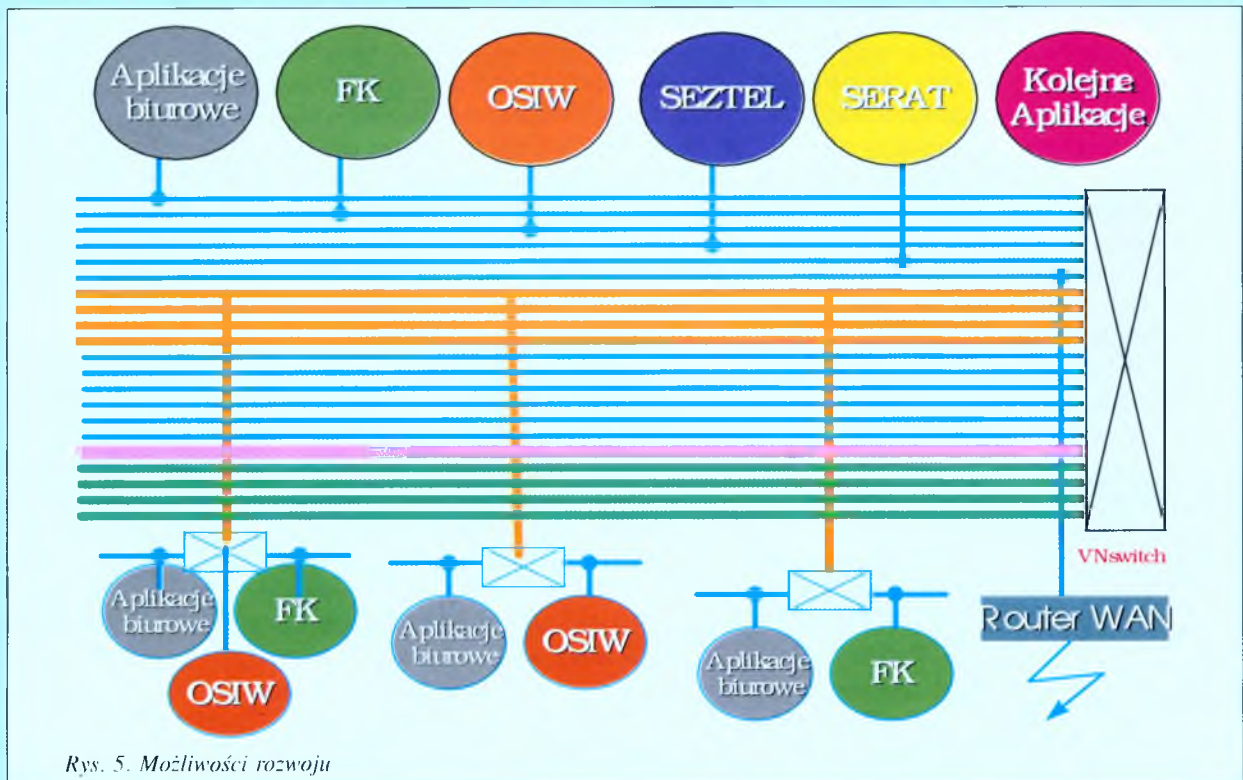 Aplikacje
biurowe
FK
OSIW
SEZTEL
SERAT
Kolejne
Aplikacje
VNswitch
Aplikacje
biurowe
FK
OSIW
Aplikacje
biurowe
OSIW
Aplikacje
biurowe
FK
Router WAN
Rys. 5. Możliwości rozwoju